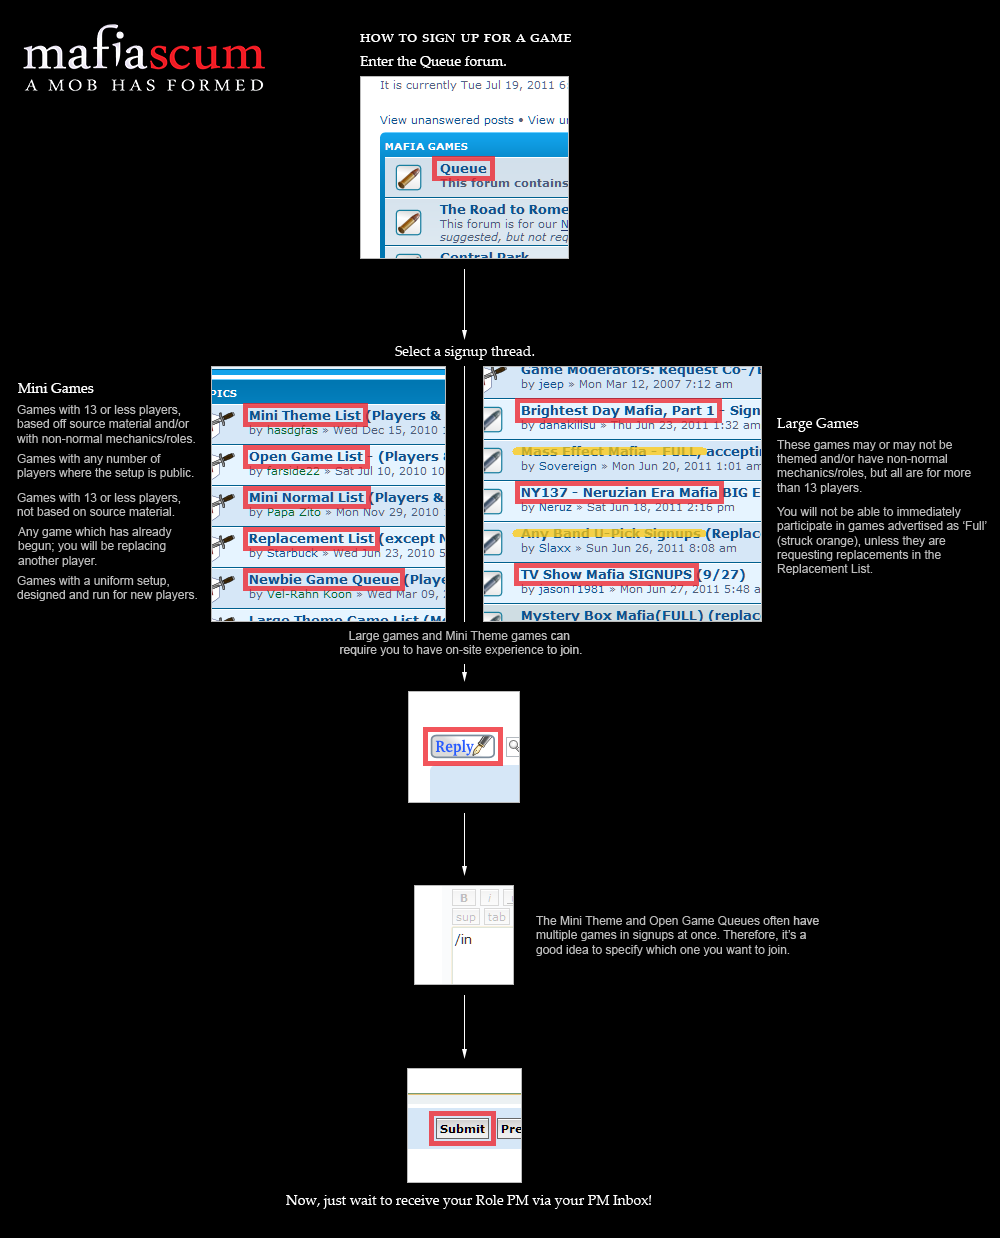 mafiascum
A MOB HAS FORMED
HOW TO SIGN UP FOR A GAME
Enter the Queue forum.
It is currently Tue Jul 19, 2011 6:
View unanswered posts • View un
MAFIA GAMES
Queue
This forum contains
The Road to Rome
This forum is for our N
suggested, but not req
Central Park
Select a signup thread.
Mini Games
Games with 13 or less players,
based off source material and/or
with non-normal mechanics/roles.
Games with any number of
players where the setup is public.
Games with 13 or less players,
not based on source material.
Any game which has already
begun; you will be replacing
another player.
Games with a uniform setup,
designed and run for new players.
PICS
Mini Theme List (Players &
by hasdgfas » Wed Dec 15, 2010
Open Game List - (Players &
by farside22 » Sat Jul 10, 2010 10
Mini Normal List (Players &
by Papa Zito » Mon Nov 29, 2010
Replacement List (except N
by Starbuck » Wed Jun 23, 2010 5
Newbie Game Queue (Playe
by Vel-Rahn Koon » Wed Mar 09,
Large Theme Game List (Mo
Game Moderators: Request Co-/B
by jeep » Mon Mar 12, 2007 7:12 am
Brightest Day Mafia, Part 1 - Sign
by danakillsu » Thu Jun 23, 2011 1:32 am
Mass Effect Mafia - FULL, acceptin
by Sovereign » Mon Jun 20, 2011 1:01 am
NY137 - Neruzian Era Mafia BIG E
by Neruz » Sat Jun 18, 2011 2:16 pm
Any Band U-Pick Signups (Replac
by Slaxx » Sun Jun 26, 2011 8:08 am
TV Show Mafia SIGNUPS (9/27)
by jasonT1981 » Mon Jun 27, 2011 5:48 a
Mystery Box Mafia(FULL) (replac
Large Games
These games may or may not be
themed and/or have non-normal
mechanics/roles, but all are for more
than 13 players.
You will not be able to immediately
participate in games advertised as ‘Full’
(struck orange), unless they are
requesting replacements in the
Replacement List.
Large games and Mini Theme games can
require you to have on-site experience to join.
Reply
B i
sup tab
/in
The Mini Theme and Open Game Queues often have
multiple games in signups at once. Therefore, it's a
good idea to specify which one you want to join.
Submit Pre
Now, just wait to receive your Role PM via your PM Inbox!